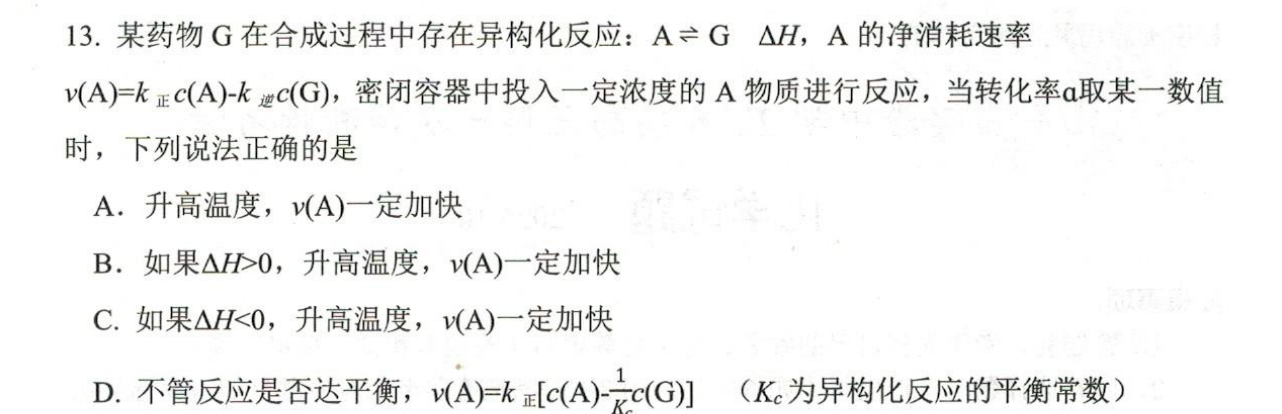 13. 某药物 G 在合成过程中存在异构化反应：A⇌G ΔH，A 的净消耗速率
v(A)=k 正c(A)-k 逆c(G)，密闭容器中投入一定浓度的 A 物质进行反应，当转化率α取某一数值
时，下列说法正确的是
A．升高温度，v(A)一定加快
B．如果ΔH>0，升高温度，v(A)一定加快
C. 如果ΔH<0，升高温度，v(A)一定加快
D. 不管反应是否达平衡，v(A)=k 正[c(A)-1/Kc c(G)] （Kc 为异构化反应的平衡常数）